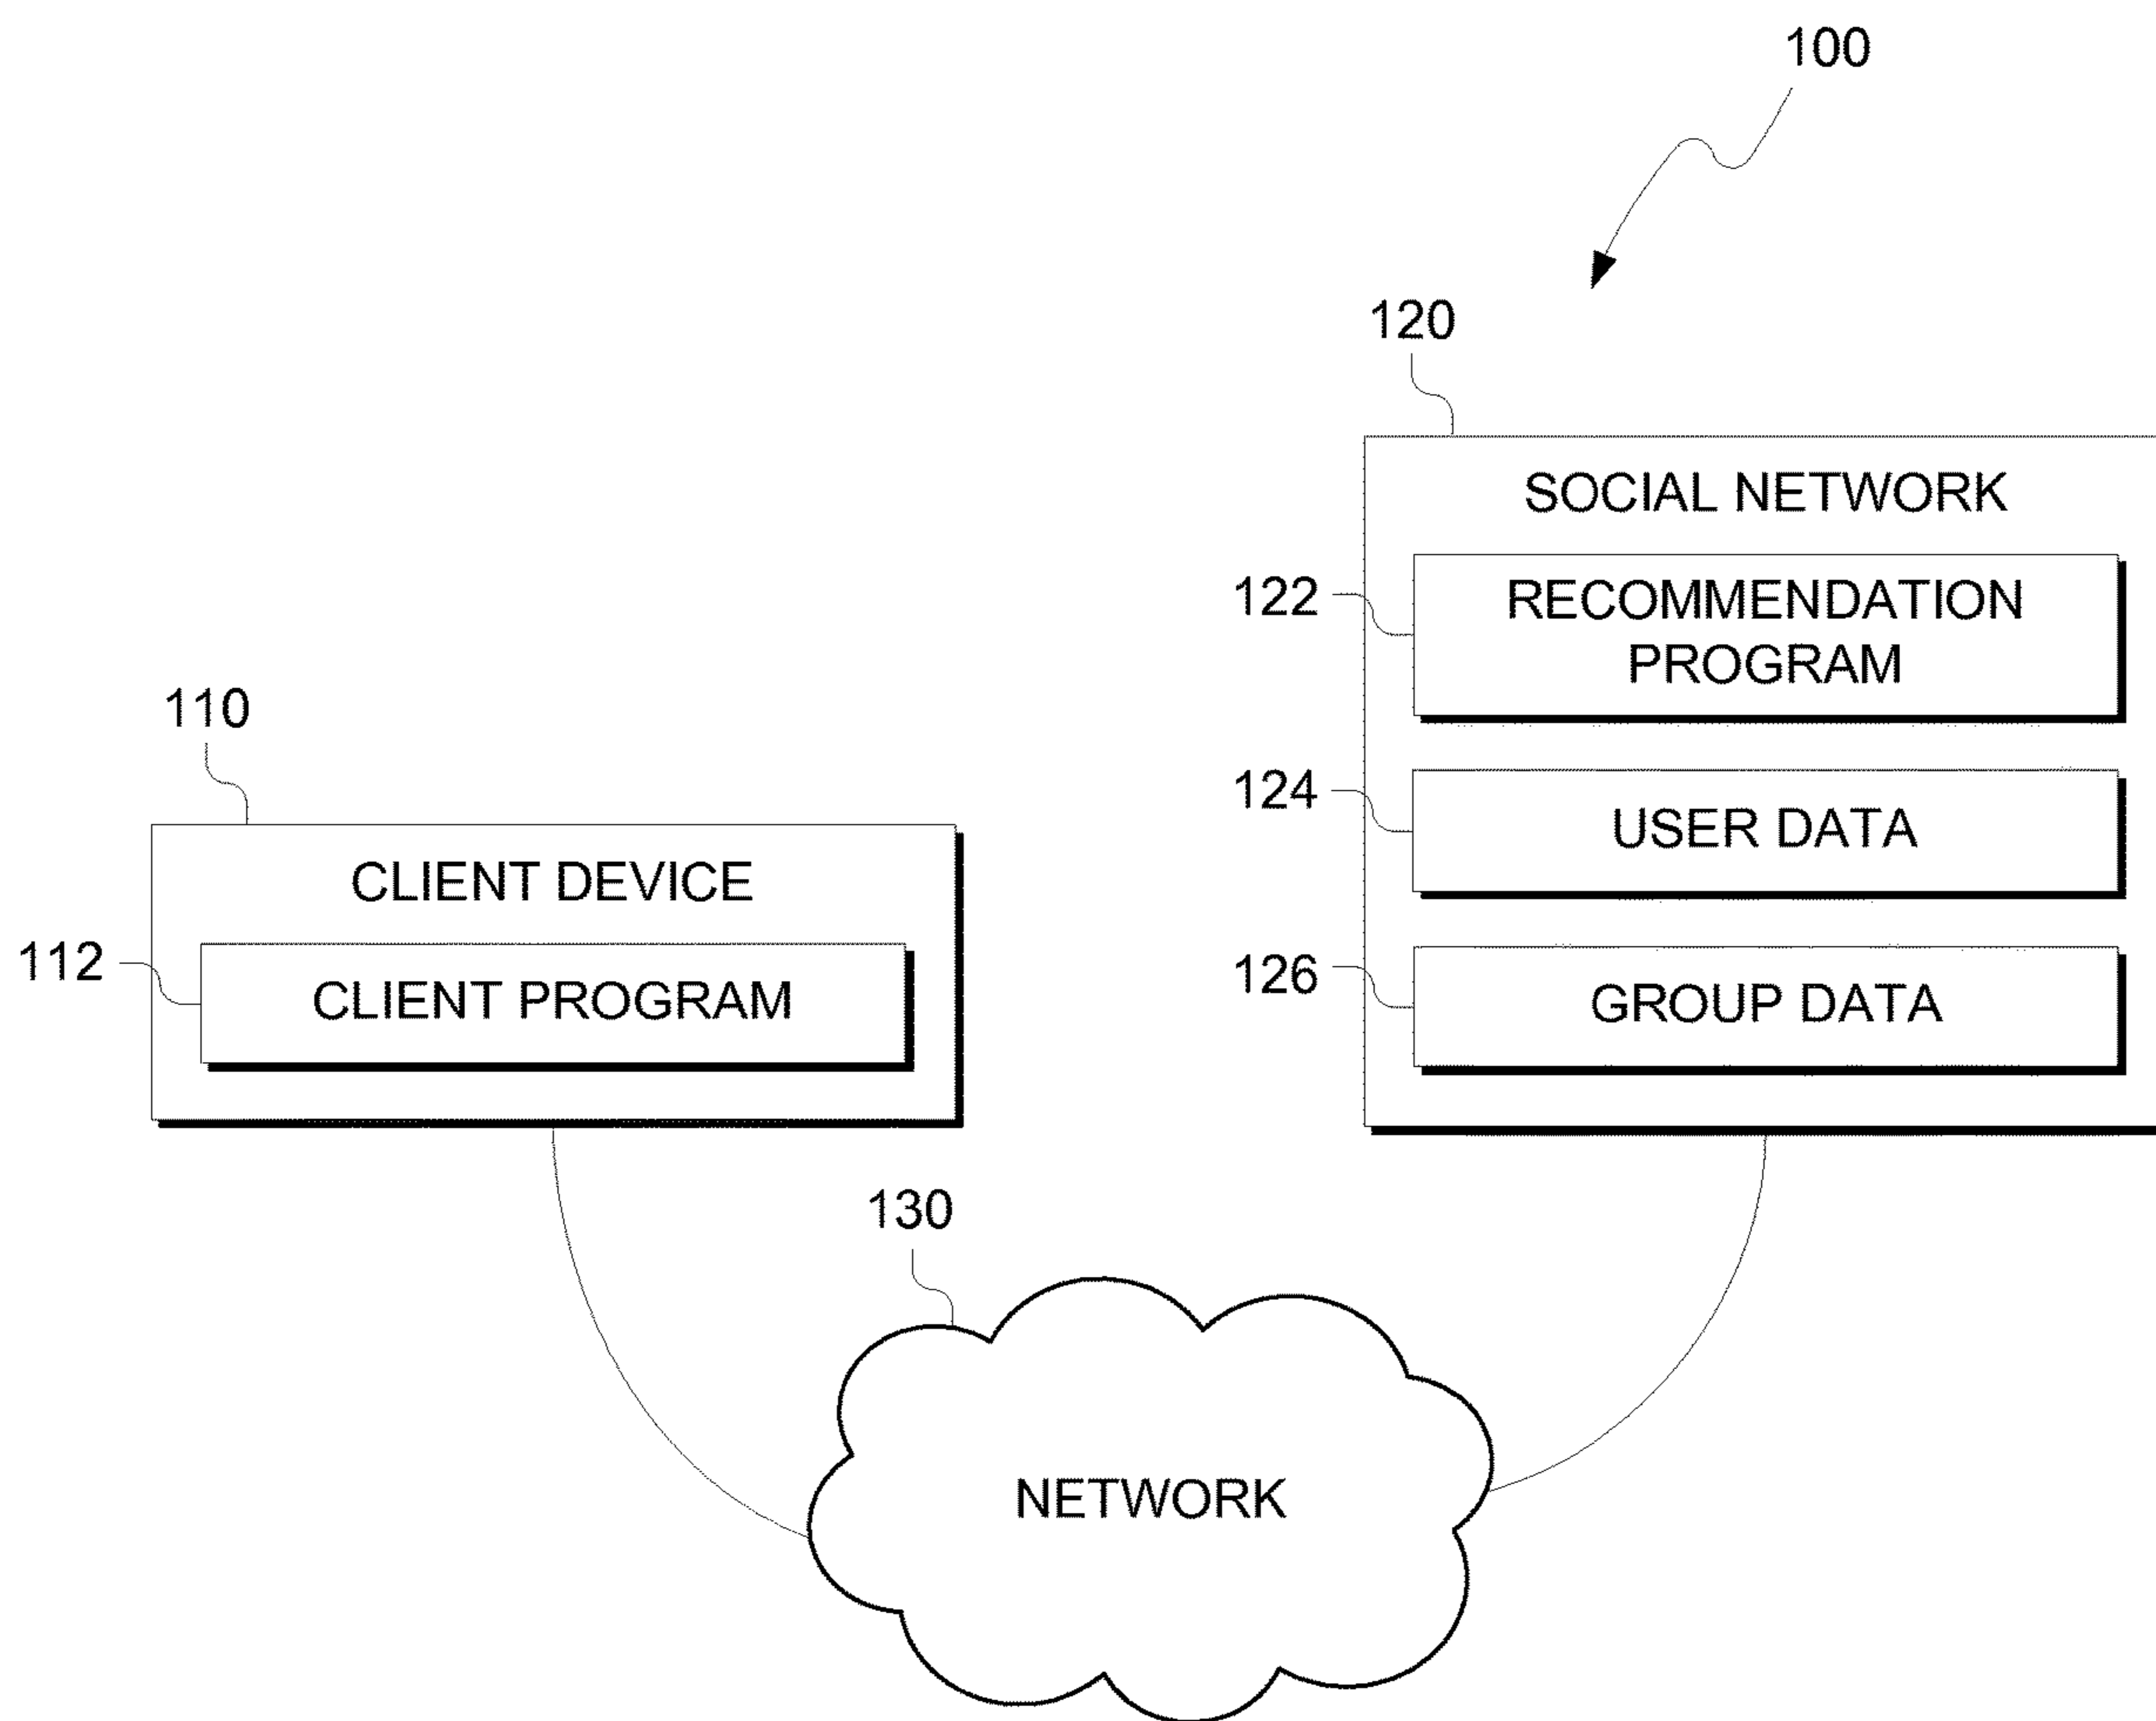 100
120
SOCIAL NETWORK
122
RECOMMENDATION
PROGRAM
124
USER DATA
126
GROUP DATA
110
CLIENT DEVICE
112
CLIENT PROGRAM
130
NETWORK